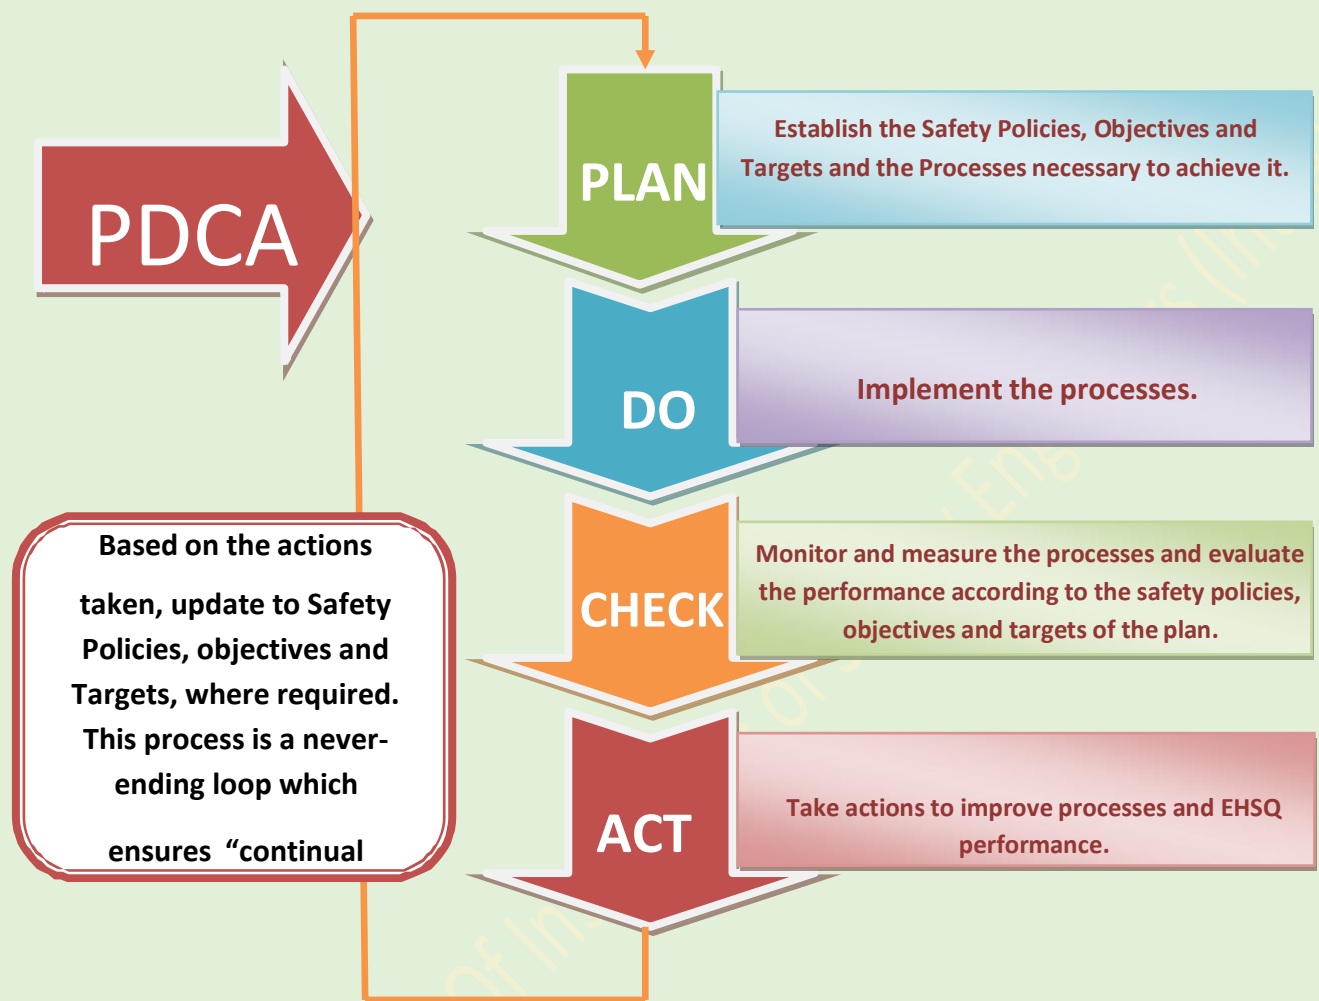 PDCA
PLAN
Establish the Safety Policies, Objectives and
Targets and the Processes necessary to achieve it.
DO
Implement the processes.
CHECK
Monitor and measure the processes and evaluate
the performance according to the safety policies,
objectives and targets of the plan.
ACT
Take actions to improve processes and EHSQ
performance.
Based on the actions
taken, update to Safety
Policies, objectives and
Targets, where required.
This process is a never-
ending loop which
ensures “continual